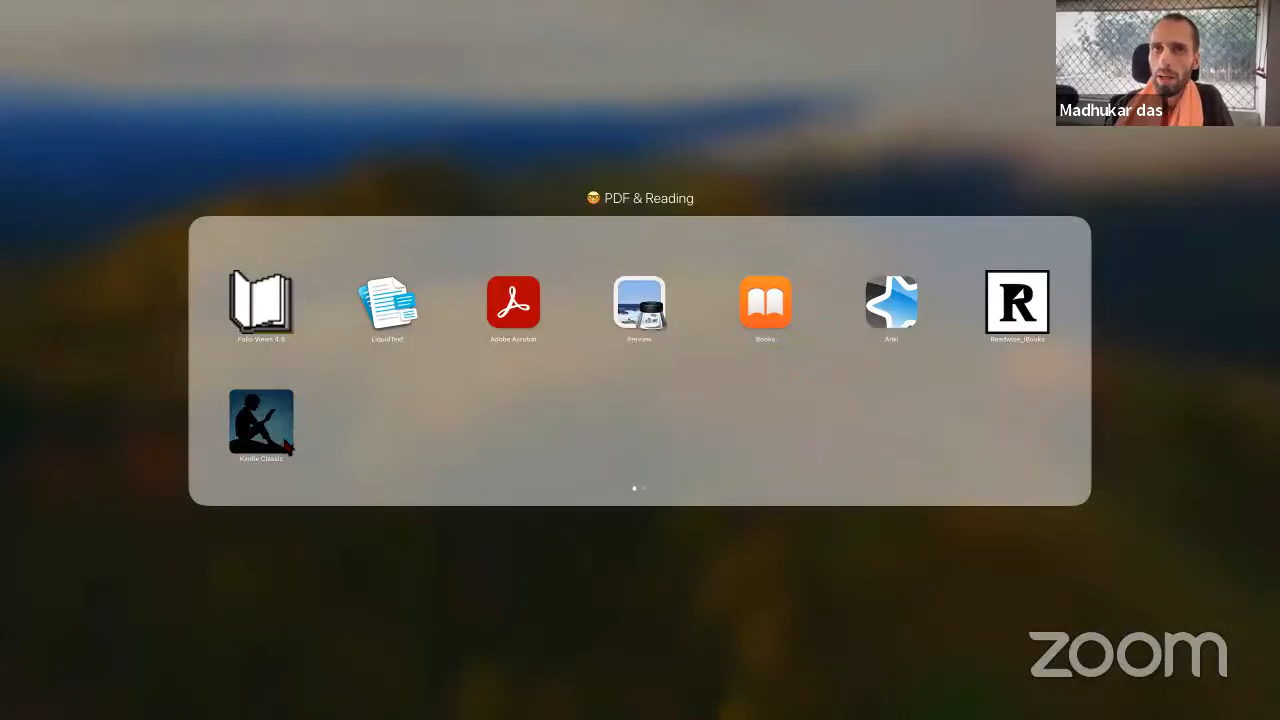 Madhukar das
🤓 PDF & Reading
Folio Views 4.9
LiquidText
Adobe Acrobat
Preview
Books
Anki
Readwise_iBooks
Kindle Classic
zoom